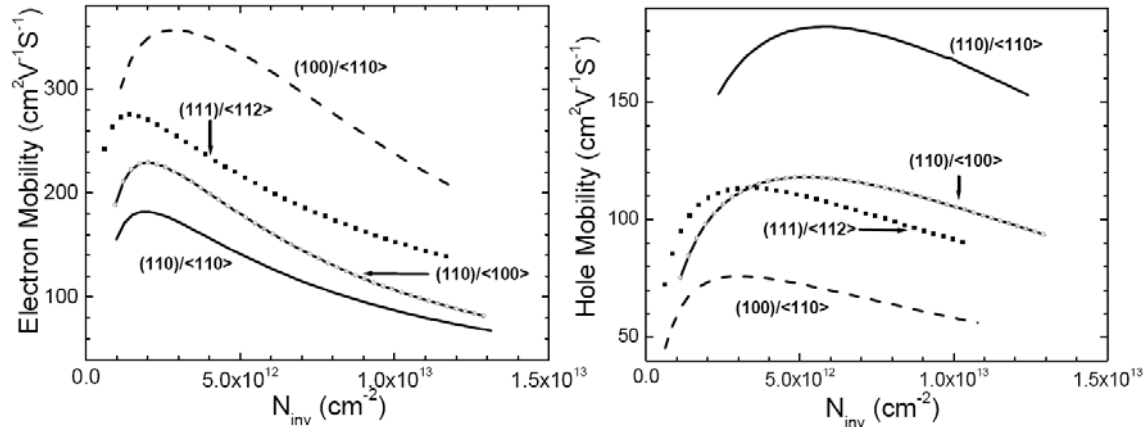 Electron Mobility (cm²V⁻¹S⁻¹)
300
200
100
(100)/<110>
(111)/<112>
(110)/<110>
(110)/<100>
0.0
5.0x10¹²
1.0x10¹³
1.5x10¹³
N_inv (cm⁻²)
Hole Mobility (cm²V⁻¹S⁻¹)
150
100
50
(110)/<110>
(110)/<100>
(111)/<112>
(100)/<110>
0.0
5.0x10¹²
1.0x10¹³
1.5x10¹³
N_inv (cm⁻²)